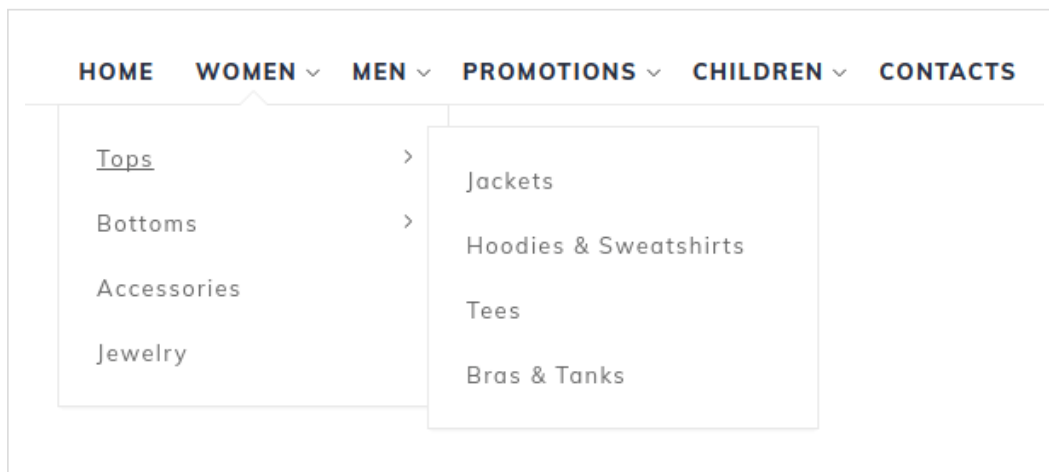 HOME WOMEN MEN PROMOTIONS CHILDREN CONTACTS
Tops
Bottoms
Accessories
Jewelry
Jackets
Hoodies & Sweatshirts
Tees
Bras & Tanks